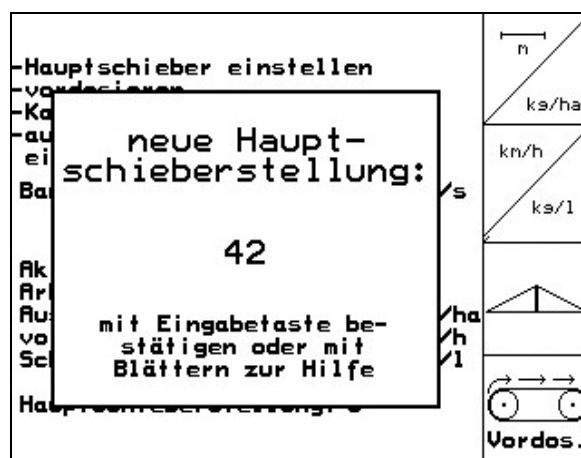 -Hauptschieber einstellen
neue Haupt-
schieberstellung:
42
mit Eingabetaste be-
stätigen oder mit
Blättern zur Hilfe
/s
/ha
/h
/l
m
kg/ha
km/h
kg/l
Vordos.